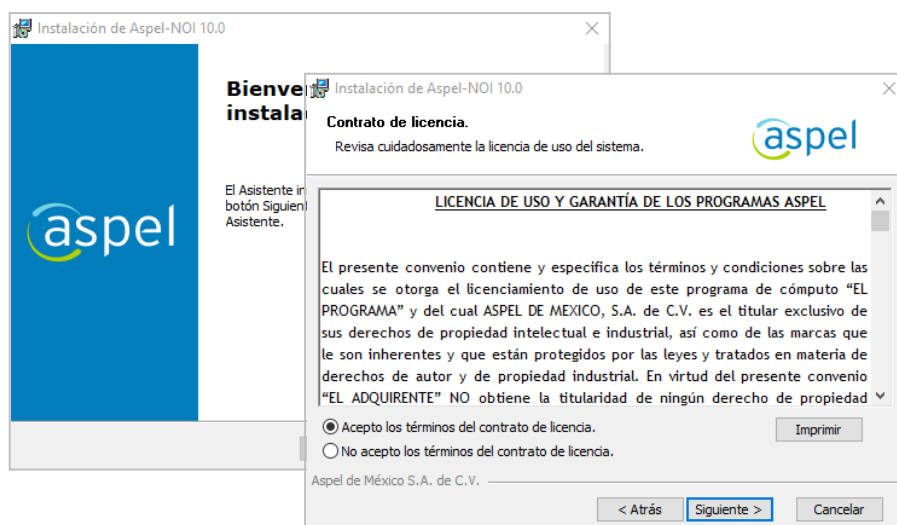 Instalación de Aspel-NOI 10.0
Bienve
instala
El Asistente in
botón Siguient
Asistente.
aspel
Instalación de Aspel-NOI 10.0
Contrato de licencia.
Revisa cuidadosamente la licencia de uso del sistema.
aspel
LICENCIA DE USO Y GARANTÍA DE LOS PROGRAMAS ASPEL
El presente convenio contiene y especifica los términos y condiciones sobre las
cuales se otorga el licenciamiento de uso de este programa de cómputo “EL
PROGRAMA” y del cual ASPEL DE MEXICO, S.A. de C.V. es el titular exclusivo de
sus derechos de propiedad intelectual e industrial, así como de las marcas que
le son inherentes y que están protegidos por las leyes y tratados en materia de
derechos de autor y de propiedad industrial. En virtud del presente convenio
“EL ADQUIRENTE” NO obtiene la titularidad de ningún derecho de propiedad
Acepto los términos del contrato de licencia.
Imprimir
No acepto los términos del contrato de licencia.
Aspel de México S.A. de C.V.
< Atrás Siguiente > Cancelar